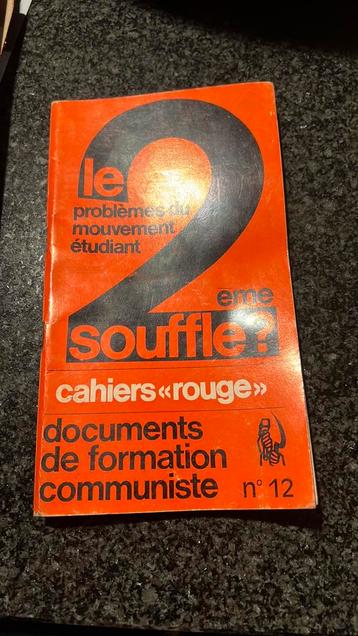 le 2
problèmes du
mouvement
étudiant
eme
souffle?
cahiers «rouge»
documents
de formation
communiste n° 12